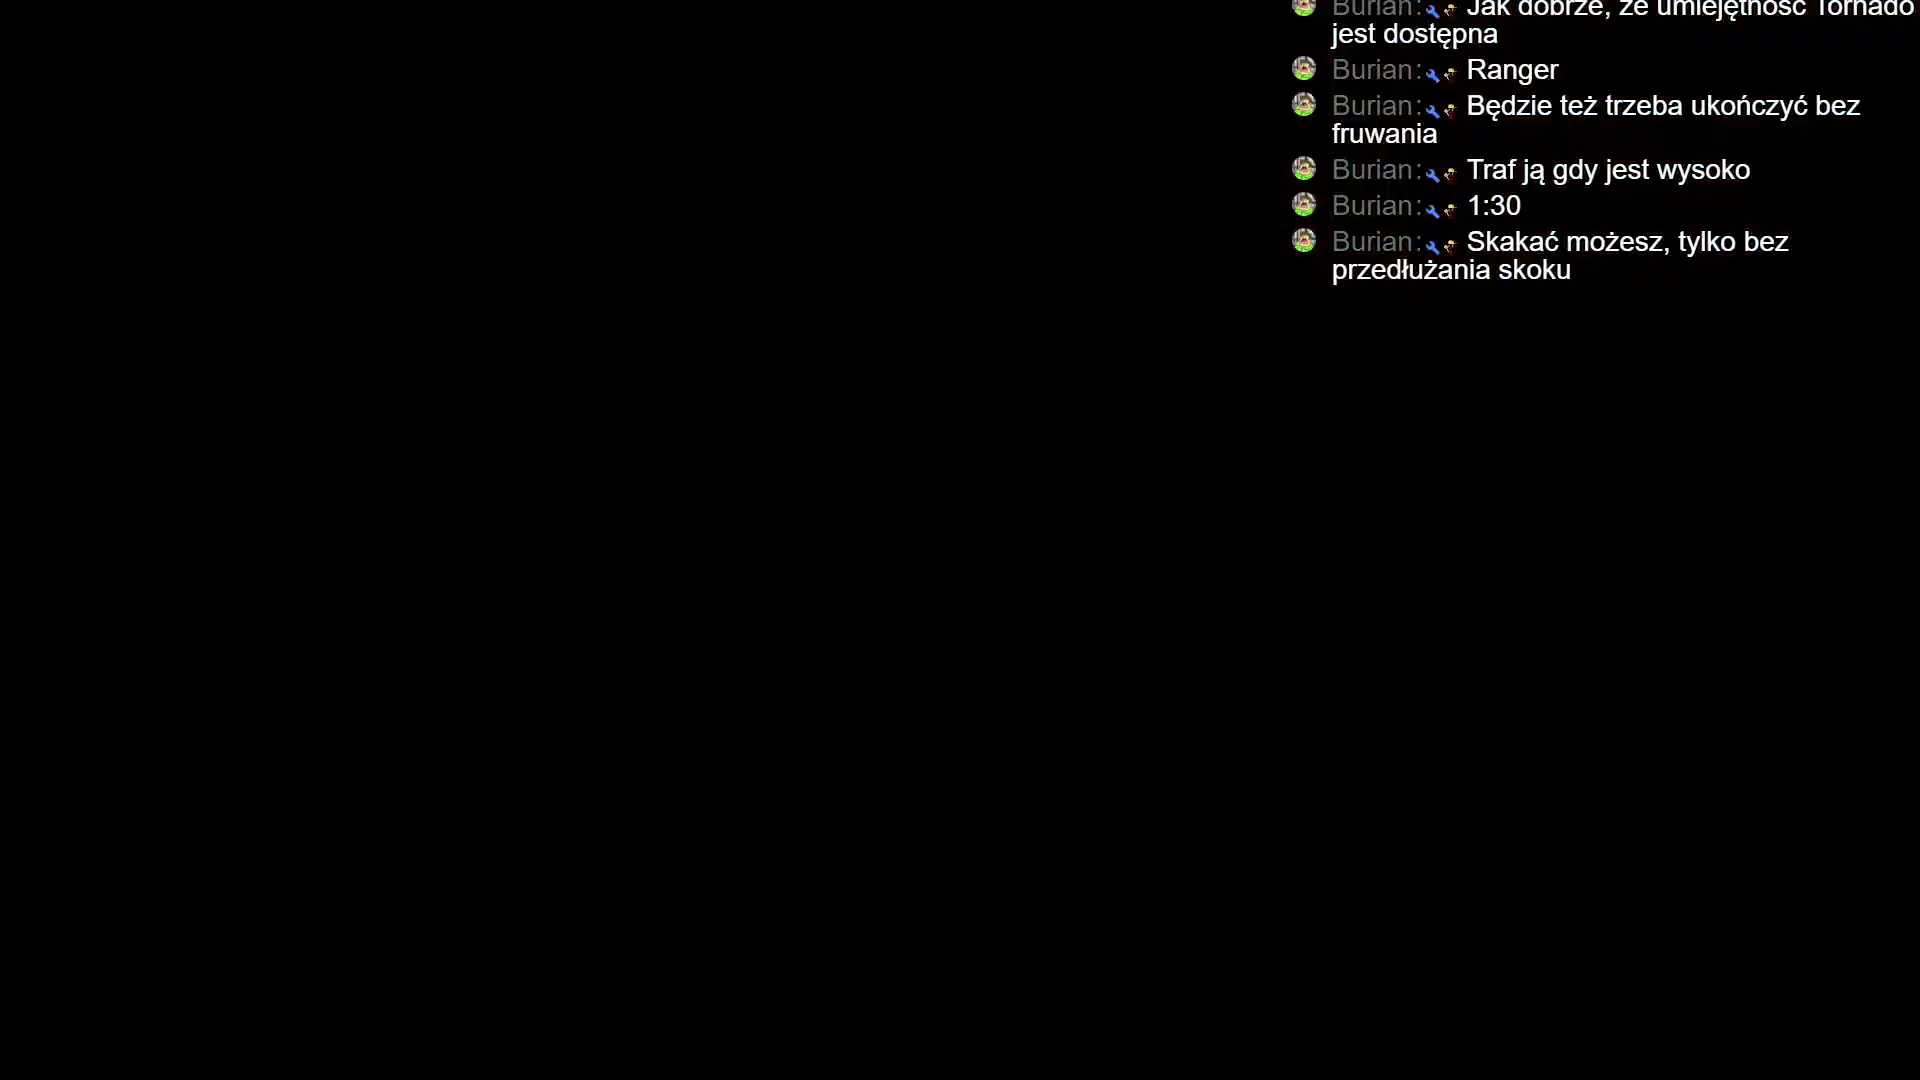 Burian: Jak dobrze, że umiejętność Tornado
jest dostępna
Burian: Ranger
Burian: Będzie też trzeba ukończyć bez
fruwania
Burian: Traf ją gdy jest wysoko
Burian: 1:30
Burian: Skakać możesz, tylko bez
przedłużania skoku